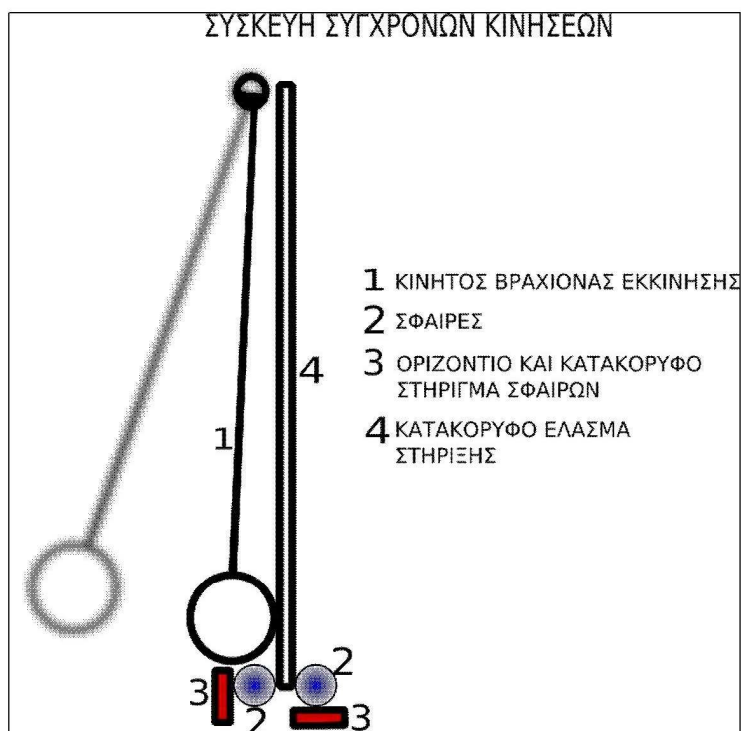 ΣΥΣΚΕΥΗ ΣΥΓΧΡΟΝΩΝ ΚΙΝΗΣΕΩΝ
1 ΚΙΝΗΤΟΣ ΒΡΑΧΙΟΝΑΣ ΕΚΚΙΝΗΣΗΣ
2 ΣΦΑΙΡΕΣ
3 ΟΡΙΖΟΝΤΙΟ ΚΑΙ ΚΑΤΑΚΟΡΥΦΟ
ΣΤΗΡΙΓΜΑ ΣΦΑΙΡΩΝ
4
4 ΚΑΤΑΚΟΡΥΦΟ ΕΛΑΣΜΑ
ΣΤΗΡΙΞΗΣ
1
2
3
2
3